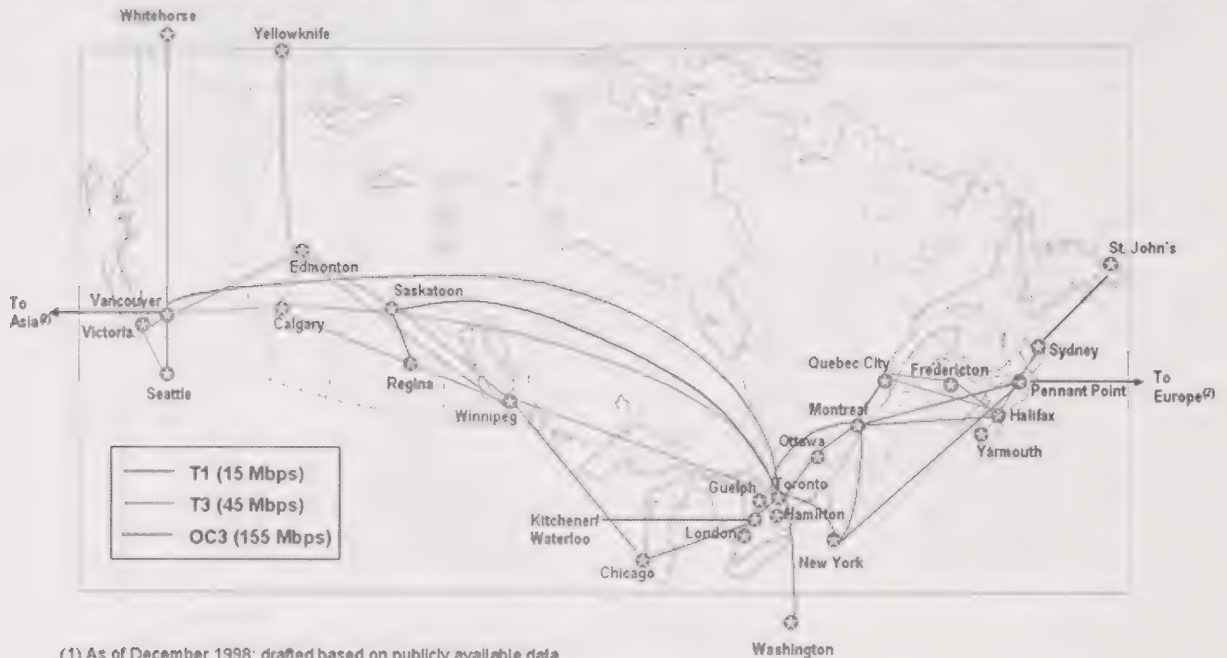 Whitehorse
Yellowknife
St. John's
Edmonton
To
Asia(2)
Vancouver
Saskatoon
Victoria
Calgary
Sydney
Quebec City
Fredericton
Pennant Point
To
Europe(2)
Seattle
Regina
Winnipeg
Montreal
Halifax
Ottawa
Yarmouth
T1 (15 Mbps)
T3 (45 Mbps)
OC3 (155 Mbps)
Guelph
Toronto
Kitchener/
Waterloo
Hamilton
London
New York
Chicago
Washington
(1) As of December 1998; drafted based on publicly available data